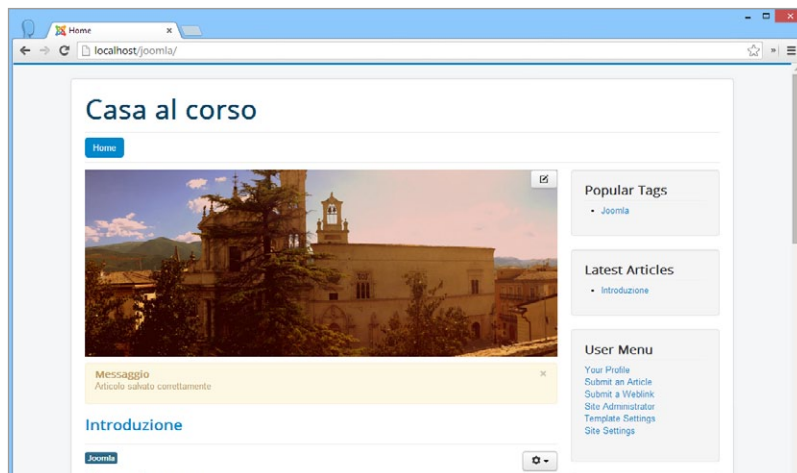 Home
localhost/joomla/
Casa al corso
Home
Messaggio
Articolo salvato correttamente
Introduzione
Joomla
Popular Tags
Joomla
Latest Articles
Introduzione
User Menu
Your Profile
Submit an Article
Submit a Weblink
Site Administrator
Template Settings
Site Settings